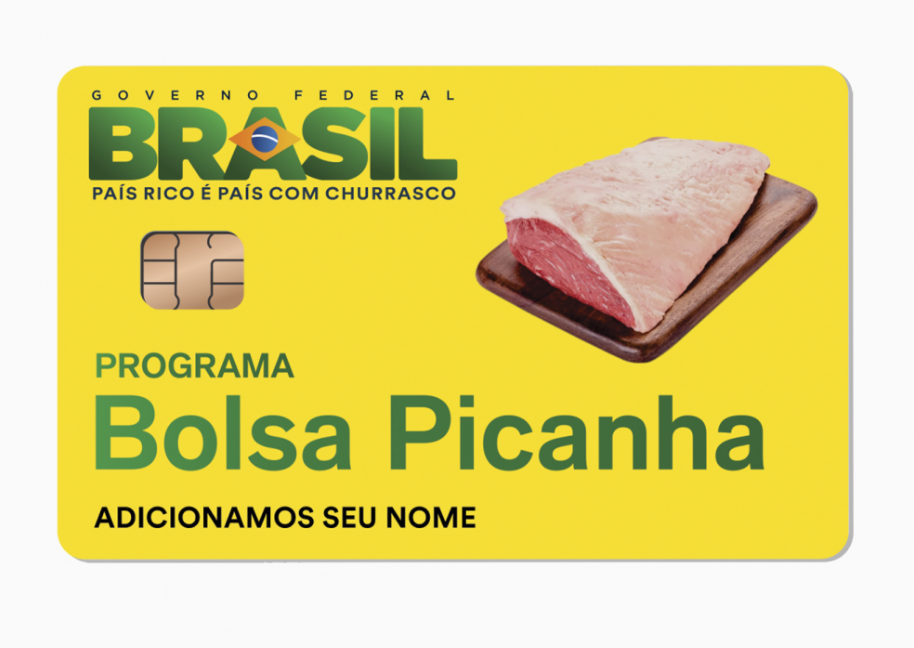 GOVERNO FEDERAL
BRASIL
PAÍS RICO É PAÍS COM CHURRASCO
PROGRAMA
Bolsa Picanha
ADICIONAMOS SEU NOME